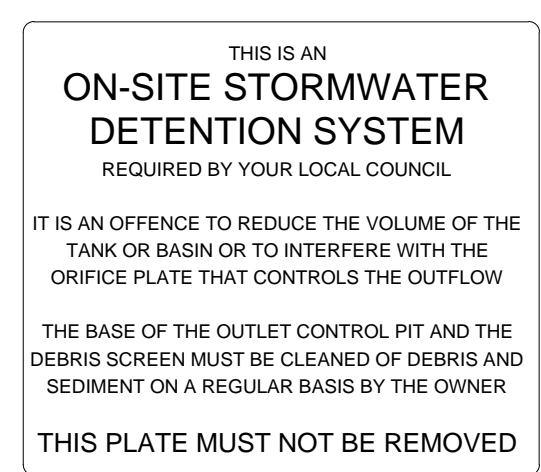 THIS IS AN
ON-SITE STORMWATER
DETENTION SYSTEM
REQUIRED BY YOUR LOCAL COUNCIL
IT IS AN OFFENCE TO REDUCE THE VOLUME OF THE
TANK OR BASIN OR TO INTERFERE WITH THE
ORIFICE PLATE THAT CONTROLS THE OUTFLOW
THE BASE OF THE OUTLET CONTROL PIT AND THE
DEBRIS SCREEN MUST BE CLEANED OF DEBRIS AND
SEDIMENT ON A REGULAR BASIS BY THE OWNER
THIS PLATE MUST NOT BE REMOVED